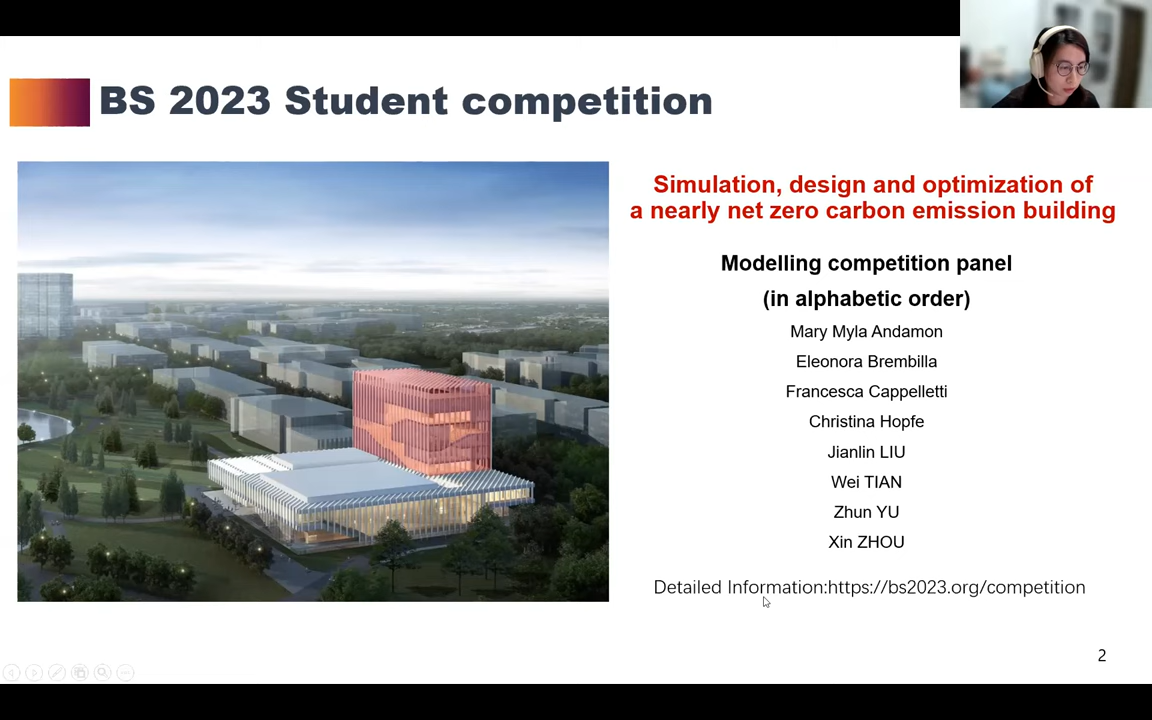 BS 2023 Student competition
Simulation, design and optimization of
a nearly net zero carbon emission building
Modelling competition panel
(in alphabetic order)
Mary Myla Andamon
Eleonora Brembilla
Francesca Cappelletti
Christina Hopfe
Jianlin LIU
Wei TIAN
Zhun YU
Xin ZHOU
Detailed Information:https://bs2023.org/competition
2